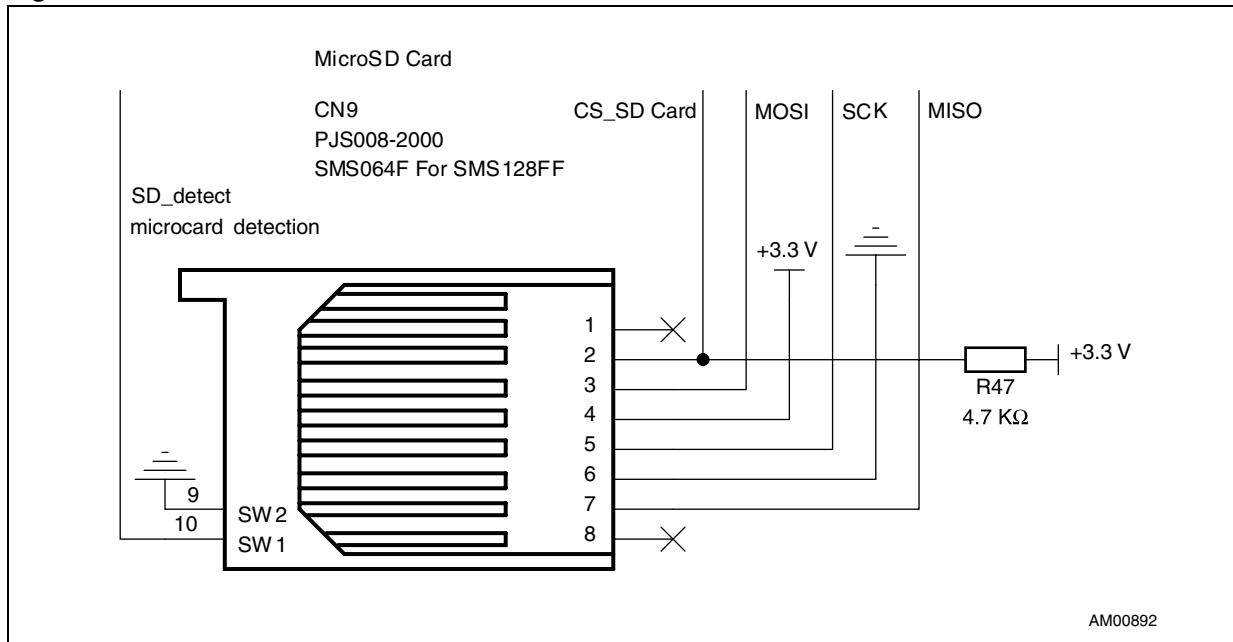 MicroSD Card
CN9
PJS008-2000
SMS064F For SMS128FF
CS_SD Card
MOSI
SCK
MISO
SD_detect
microcard detection
+3.3 V
1
2
3
4
5
6
7
8
+3.3 V
R47
4.7 KΩ
9
10
SW2
SW1
AM00892